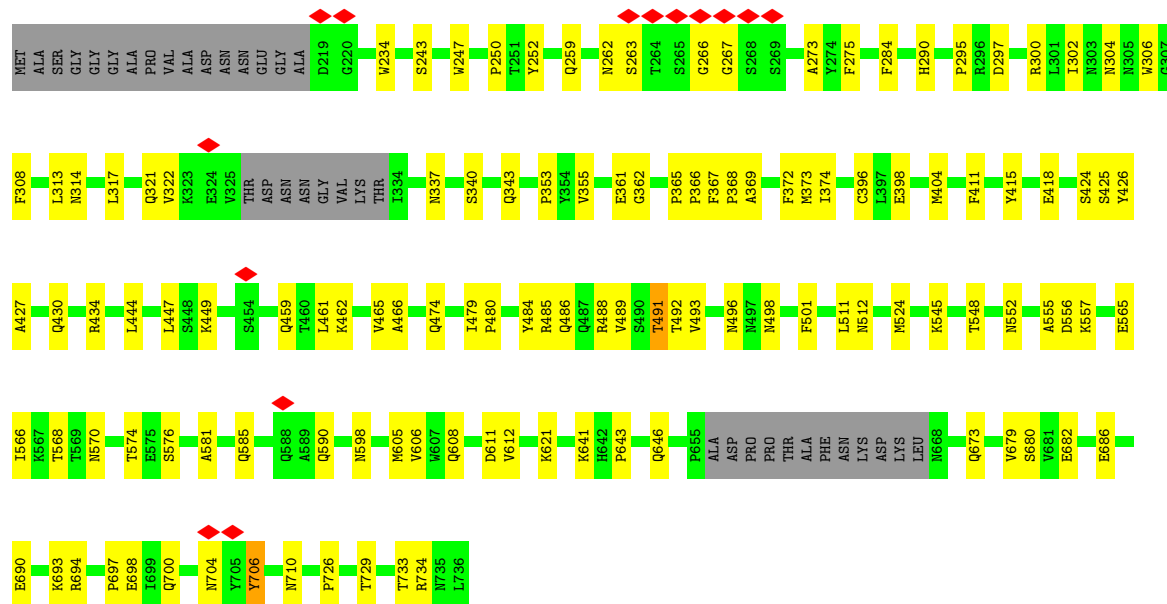 MET ALA SER GLY GLY GLY ALA PRO VAL ALA ASP ASN ASN GLU GLY ALA D219 G220 W234 S243 W247 P250 T251 Y252 Q259 N262 S263 T264 S265 G266 G267 S268 S269 A273 Y274 F275 F284 H290 P295 R296 D297 R300 L301 I302 N303 N304 N305 W306 G307
F308 L313 N314 L317 Q321 V322 K323 E324 V325 THR ASP ASN ASN GLY VAL LYS THR I334 N337 S340 Q343 P353 Y354 V355 E361 G362 P365 P366 F367 P368 A369 F372 M373 I374 C396 L397 E398 M404 F411 Y415 E418 S424 S425 Y426
A427 Q430 R434 L444 L447 S448 K449 S454 Q459 T460 L461 K462 V465 A466 Q474 I479 P480 Y484 R485 Q486 Q487 R488 V489 S490 T491 T492 V493 N496 N497 N498 F501 L511 N512 M524 K545 T548 N552 A555 D556 K557 E565
I566 K567 T568 T569 N570 T574 E575 S576 A581 Q585 Q588 A589 Q590 N598 M605 V606 W607 Q608 D611 V612 K621 K641 H642 P643 Q646 P655 ALA ASP PRO PRO THR ALA PHE ASN LYS ASP LYS LEU N668 Q673 V679 S680 V681 E682 E686
E690 K693 R694 P697 E698 I699 Q700 N704 Y705 Y706 N710 P726 T729 T733 R734 N735 L736